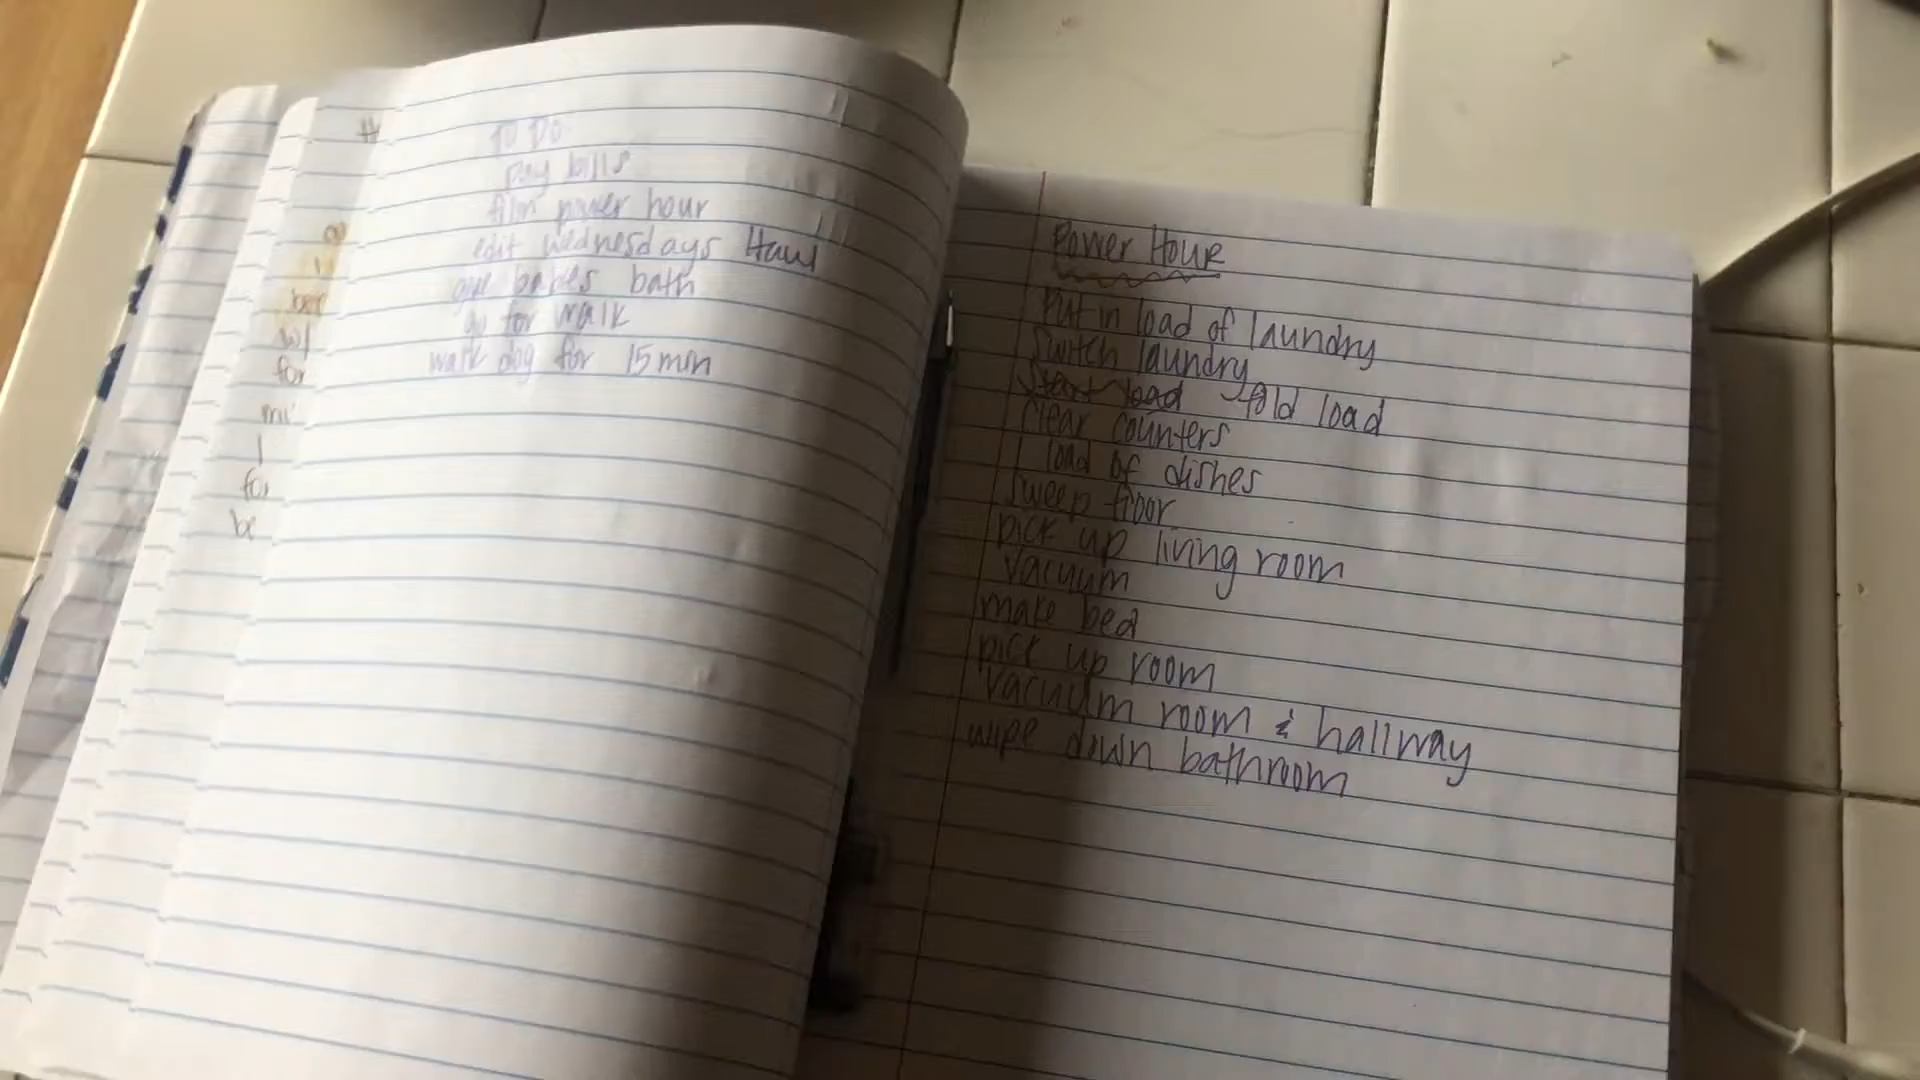 To Do
pay bills
film power hour
edit wednesdays Haul
give babies bath
go for walk
walk dog for 15 min
Power Hour
Put in load of laundry
Switch laundry
Start load fold load
clear counters
1 load of dishes
sweep floor
pick up living room
vacuum
make bed
pick up room
vacuum room & hallway
wipe down bathroom